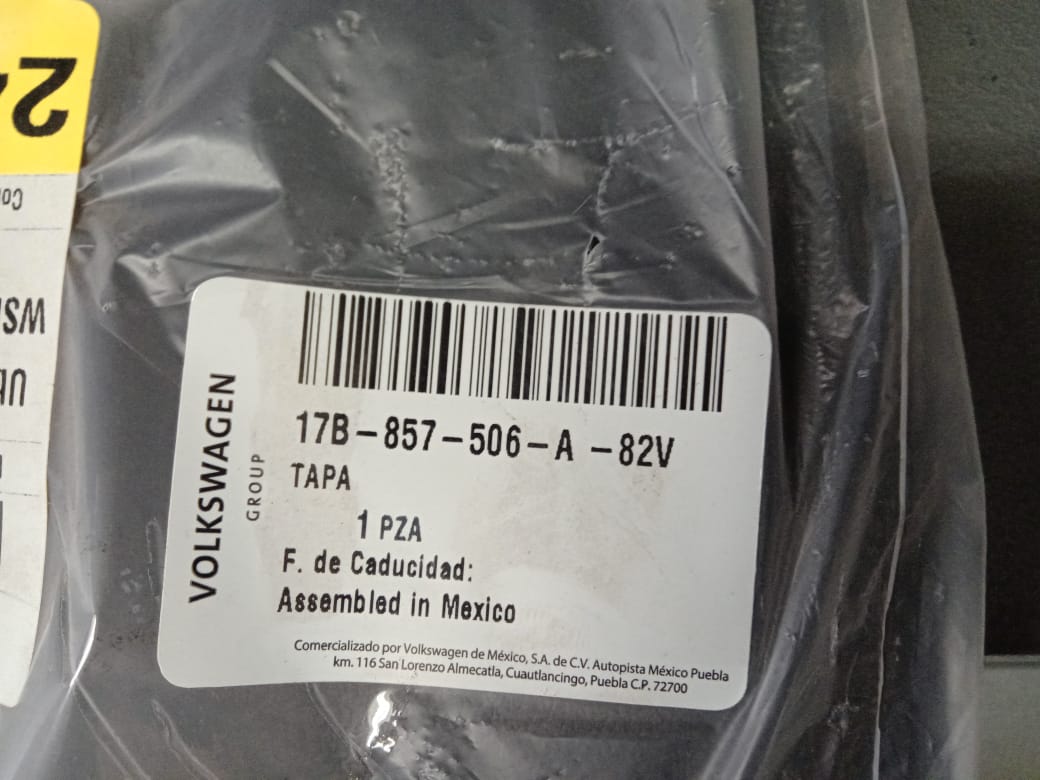 VOLKSWAGEN
GROUP
17B-857-506-A -82V
TAPA
1 PZA
F. de Caducidad:
Assembled in Mexico
Comercializado por Volkswagen de México, S.A. de C.V. Autopista México Puebla
km. 116 San Lorenzo Almecatla, Cuautlancingo, Puebla C.P. 72700